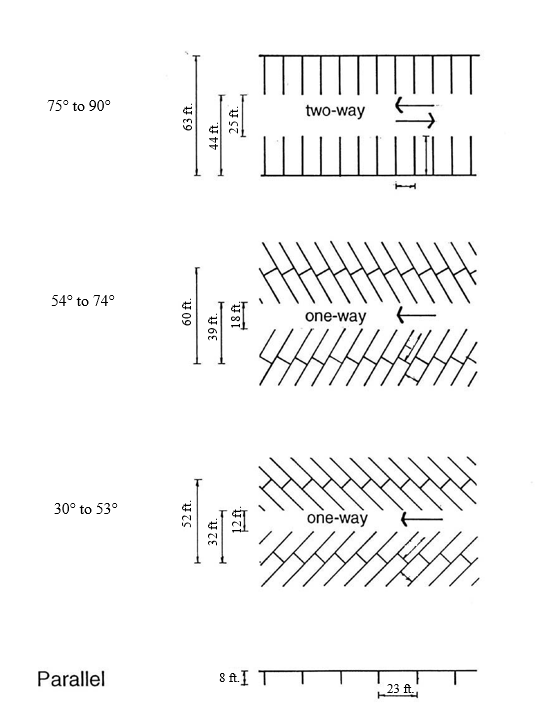 75° to 90°
63 ft.
44 ft.
25 ft.
two-way
54° to 74°
60 ft.
39 ft.
18 ft.
one-way
30° to 53°
52 ft.
32 ft.
12 ft.
one-way
Parallel
8 ft.
23 ft.